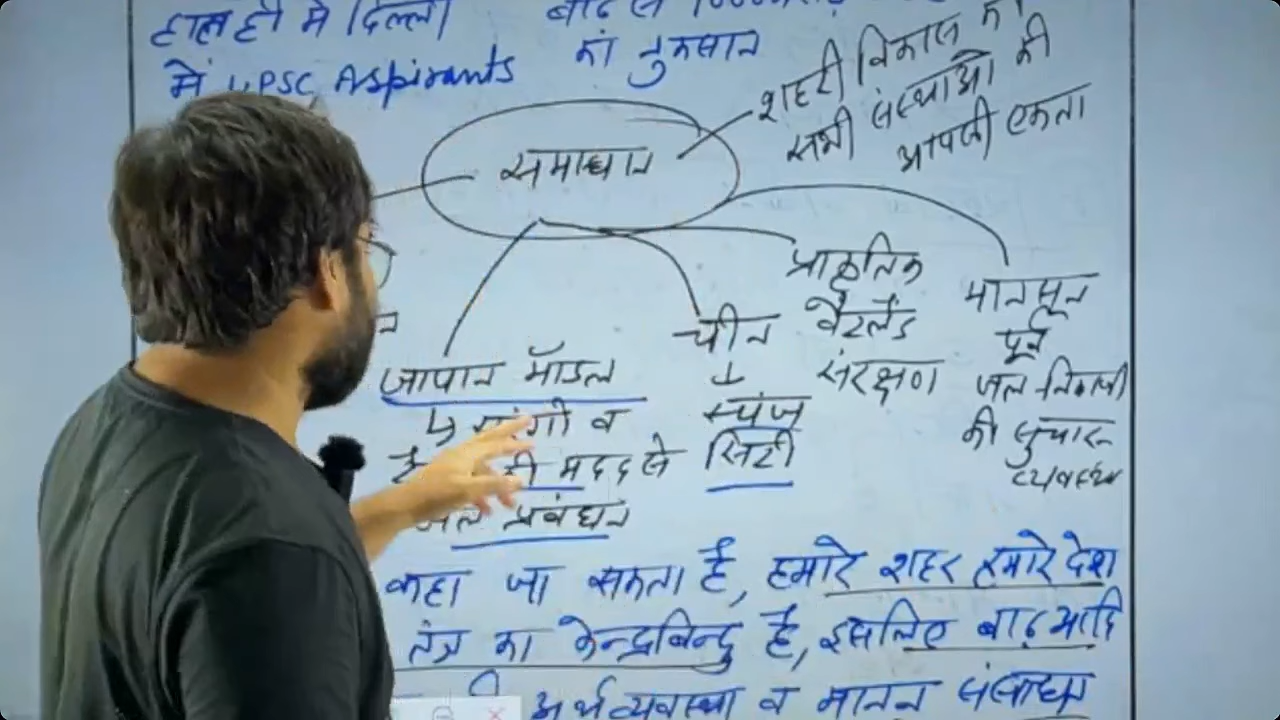 हाल ही में दिल्ली
में UPSC Aspirants
बाढ़ से
का नुकसान
शहरी विकास की
सभी संस्थाओं की
आपसी एकता
समाधान
जापान मॉडल
↳ सुरंगों व
की मदद से
जल प्रबंधन
चीन
↓
स्पंज
सिटी
प्राकृतिक
वैटलैंड
संरक्षण
मानसून
पूर्व
जल निकासी
की सुचारू
व्यवस्था
कहा जा सकता है, हमारे शहर हमारे देश
तंत्र का केन्द्रबिन्दु है, इसलिए बाढ़ आदि
अर्थव्यवस्था व मानव संसाधन